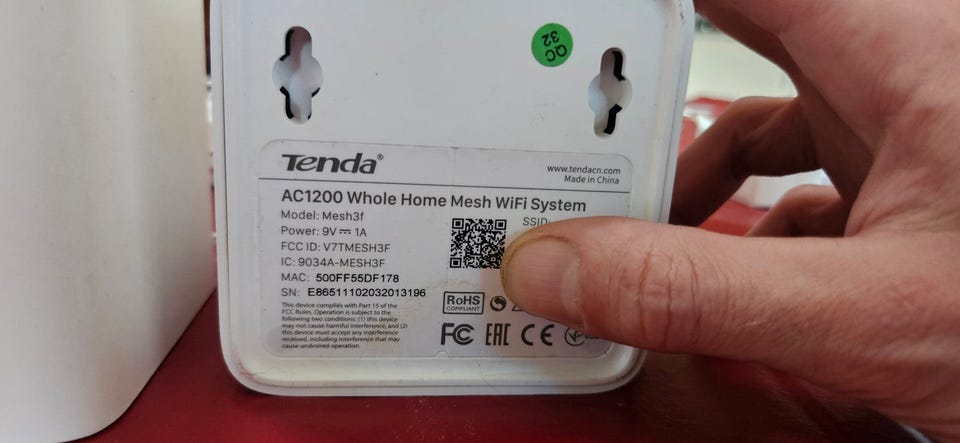 QC
32
Tenda®
www.tendacn.com
Made in China
AC1200 Whole Home Mesh WiFi System
Model: Mesh3f
SSID:
Power: 9V⎓1A
FCC ID: V7TMESH3F
IC: 9034A-MESH3F
MAC: 500FF55DF178
SN: E86511102032013196
This device complies with Part 15 of the
FCC Rules. Operation is subject to the
following two conditions: (1) this device
may not cause harmful interference, and (2)
this device must accept any interference
received, including interference that may
cause undesired operation.
RoHS
COMPLIANT
FC EAC CE